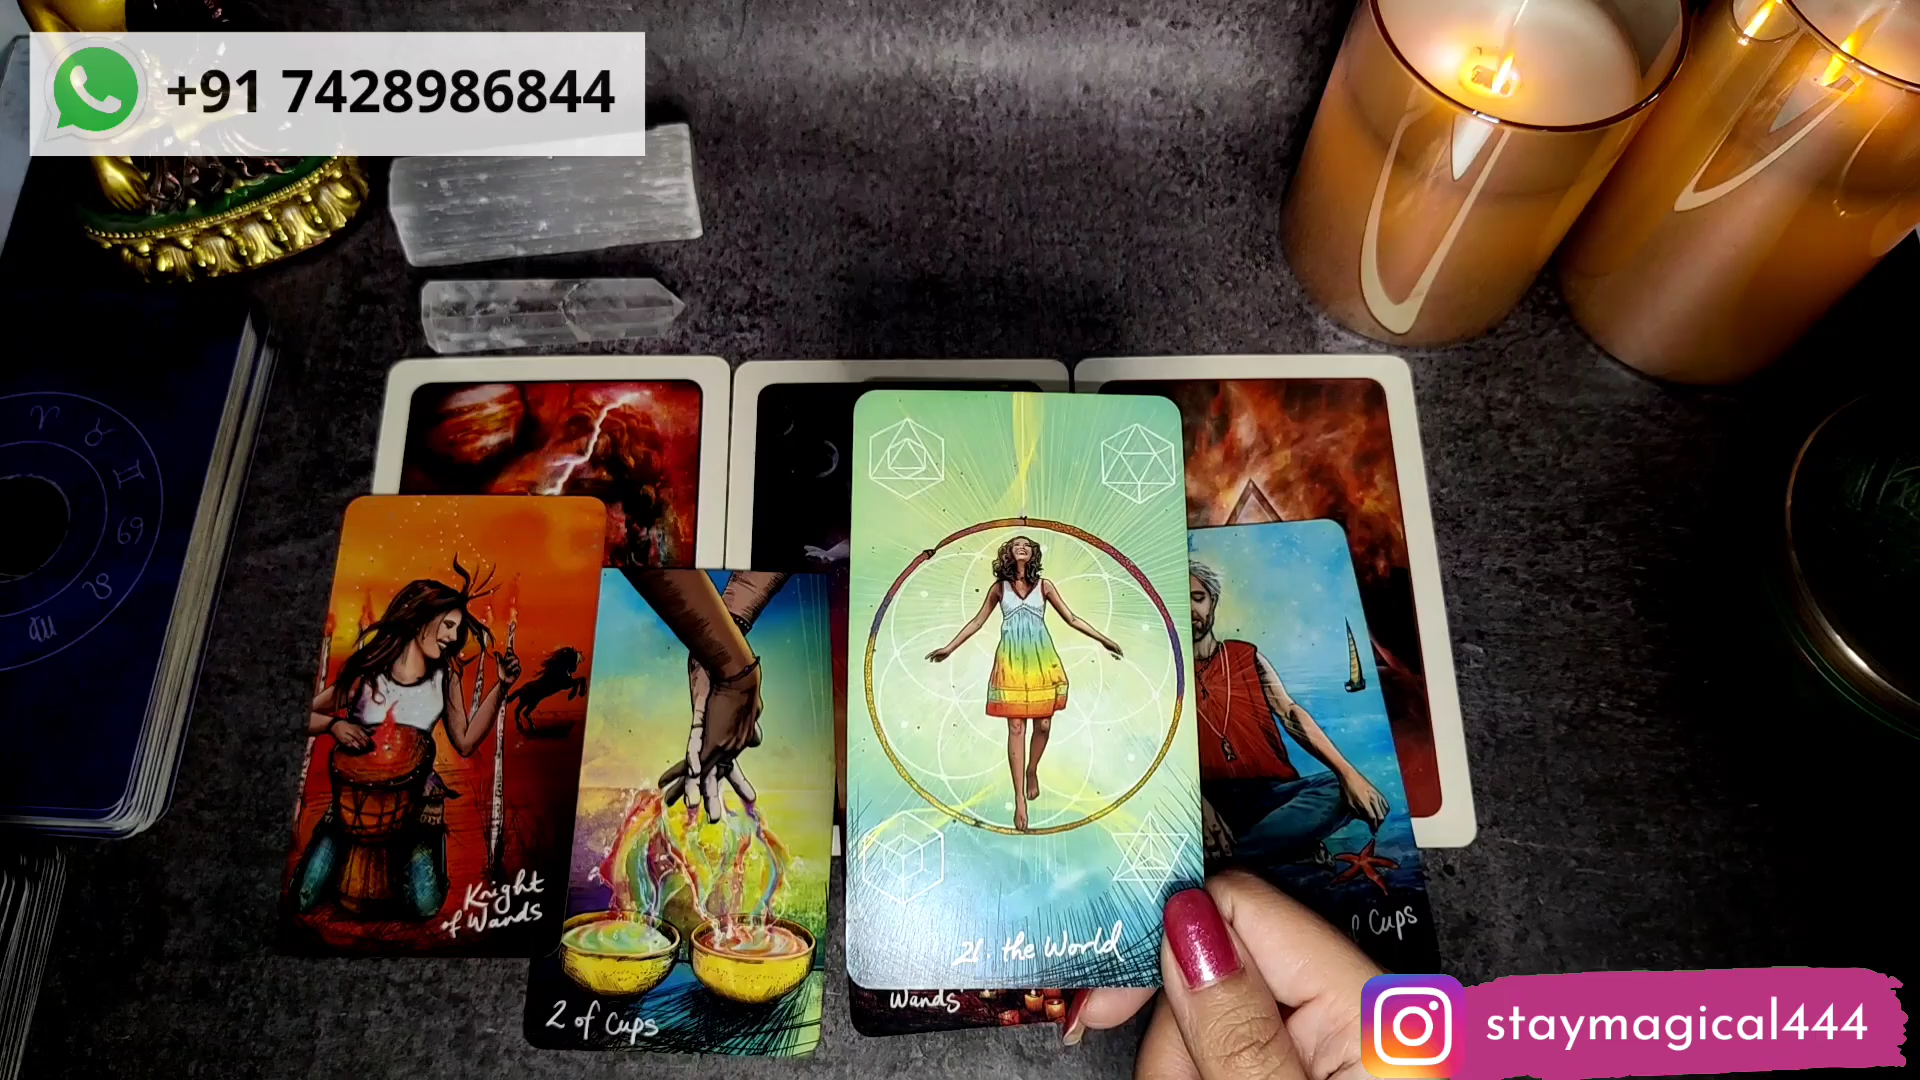 +91 7428986844
Knight
of Wands
2 of Cups
21. the World
Wands
Cups
staymagical444